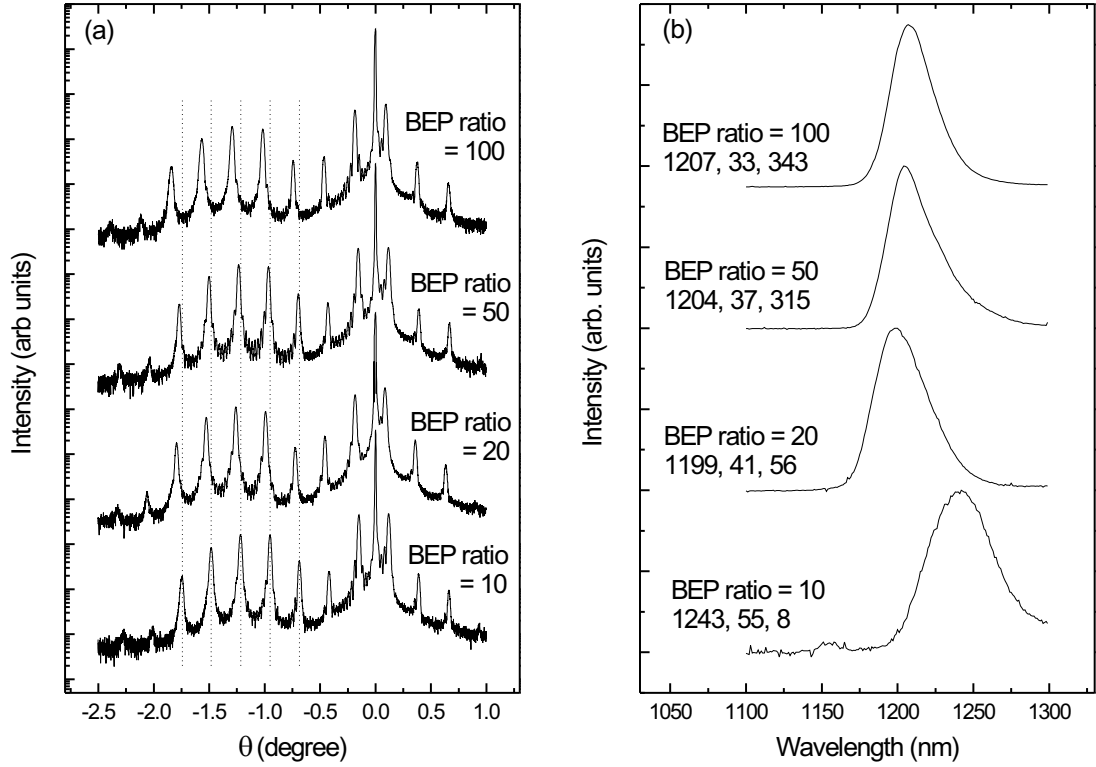 (a)
BEP ratio
= 100
BEP ratio
= 50
BEP ratio
= 20
BEP ratio
= 10
Intensity (arb units)
-2.5 -2.0 -1.5 -1.0 -0.5 0.0 0.5 1.0
θ (degree)
(b)
BEP ratio = 100
1207, 33, 343
BEP ratio = 50
1204, 37, 315
BEP ratio = 20
1199, 41, 56
BEP ratio = 10
1243, 55, 8
Intensity (arb. units)
1050 1100 1150 1200 1250 1300
Wavelength (nm)